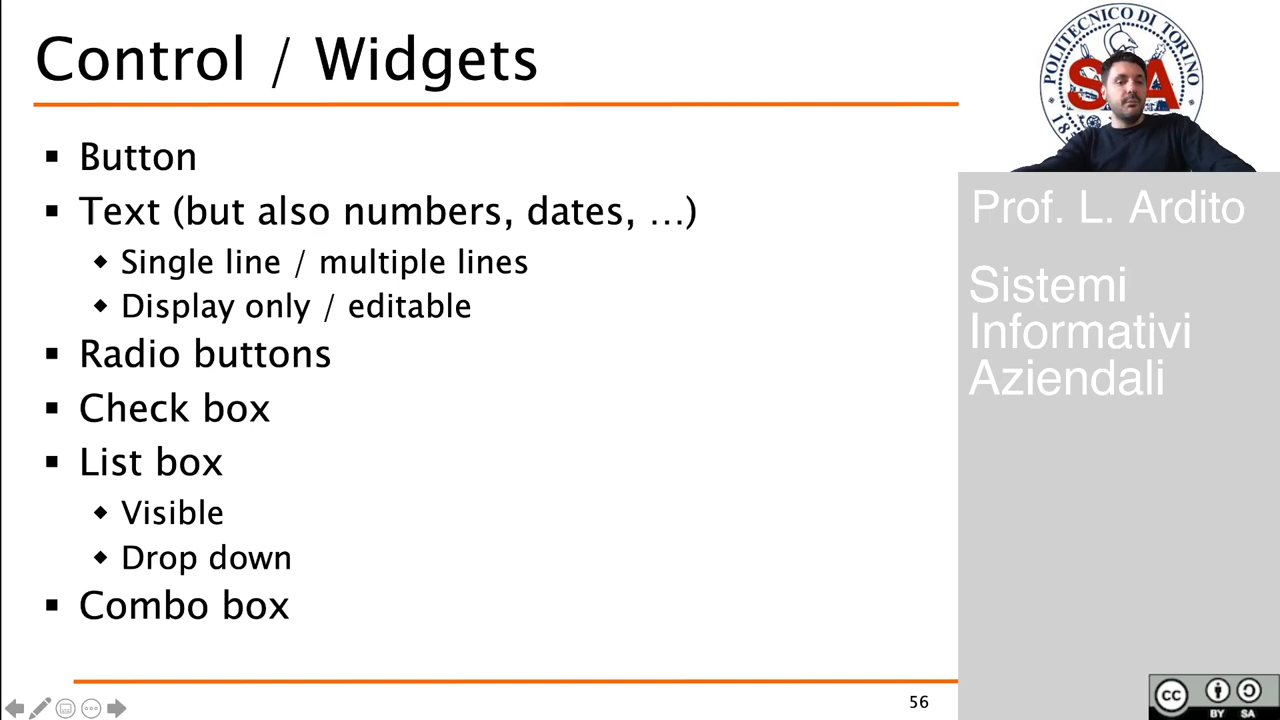 Control / Widgets
▪ Button
▪ Text (but also numbers, dates, …)
◆ Single line / multiple lines
◆ Display only / editable
▪ Radio buttons
▪ Check box
▪ List box
◆ Visible
◆ Drop down
▪ Combo box
56
POLITECNICO DI TORINO
S A
18
Prof. L. Ardito
Sistemi
Informativi
Aziendali
cc
BY SA